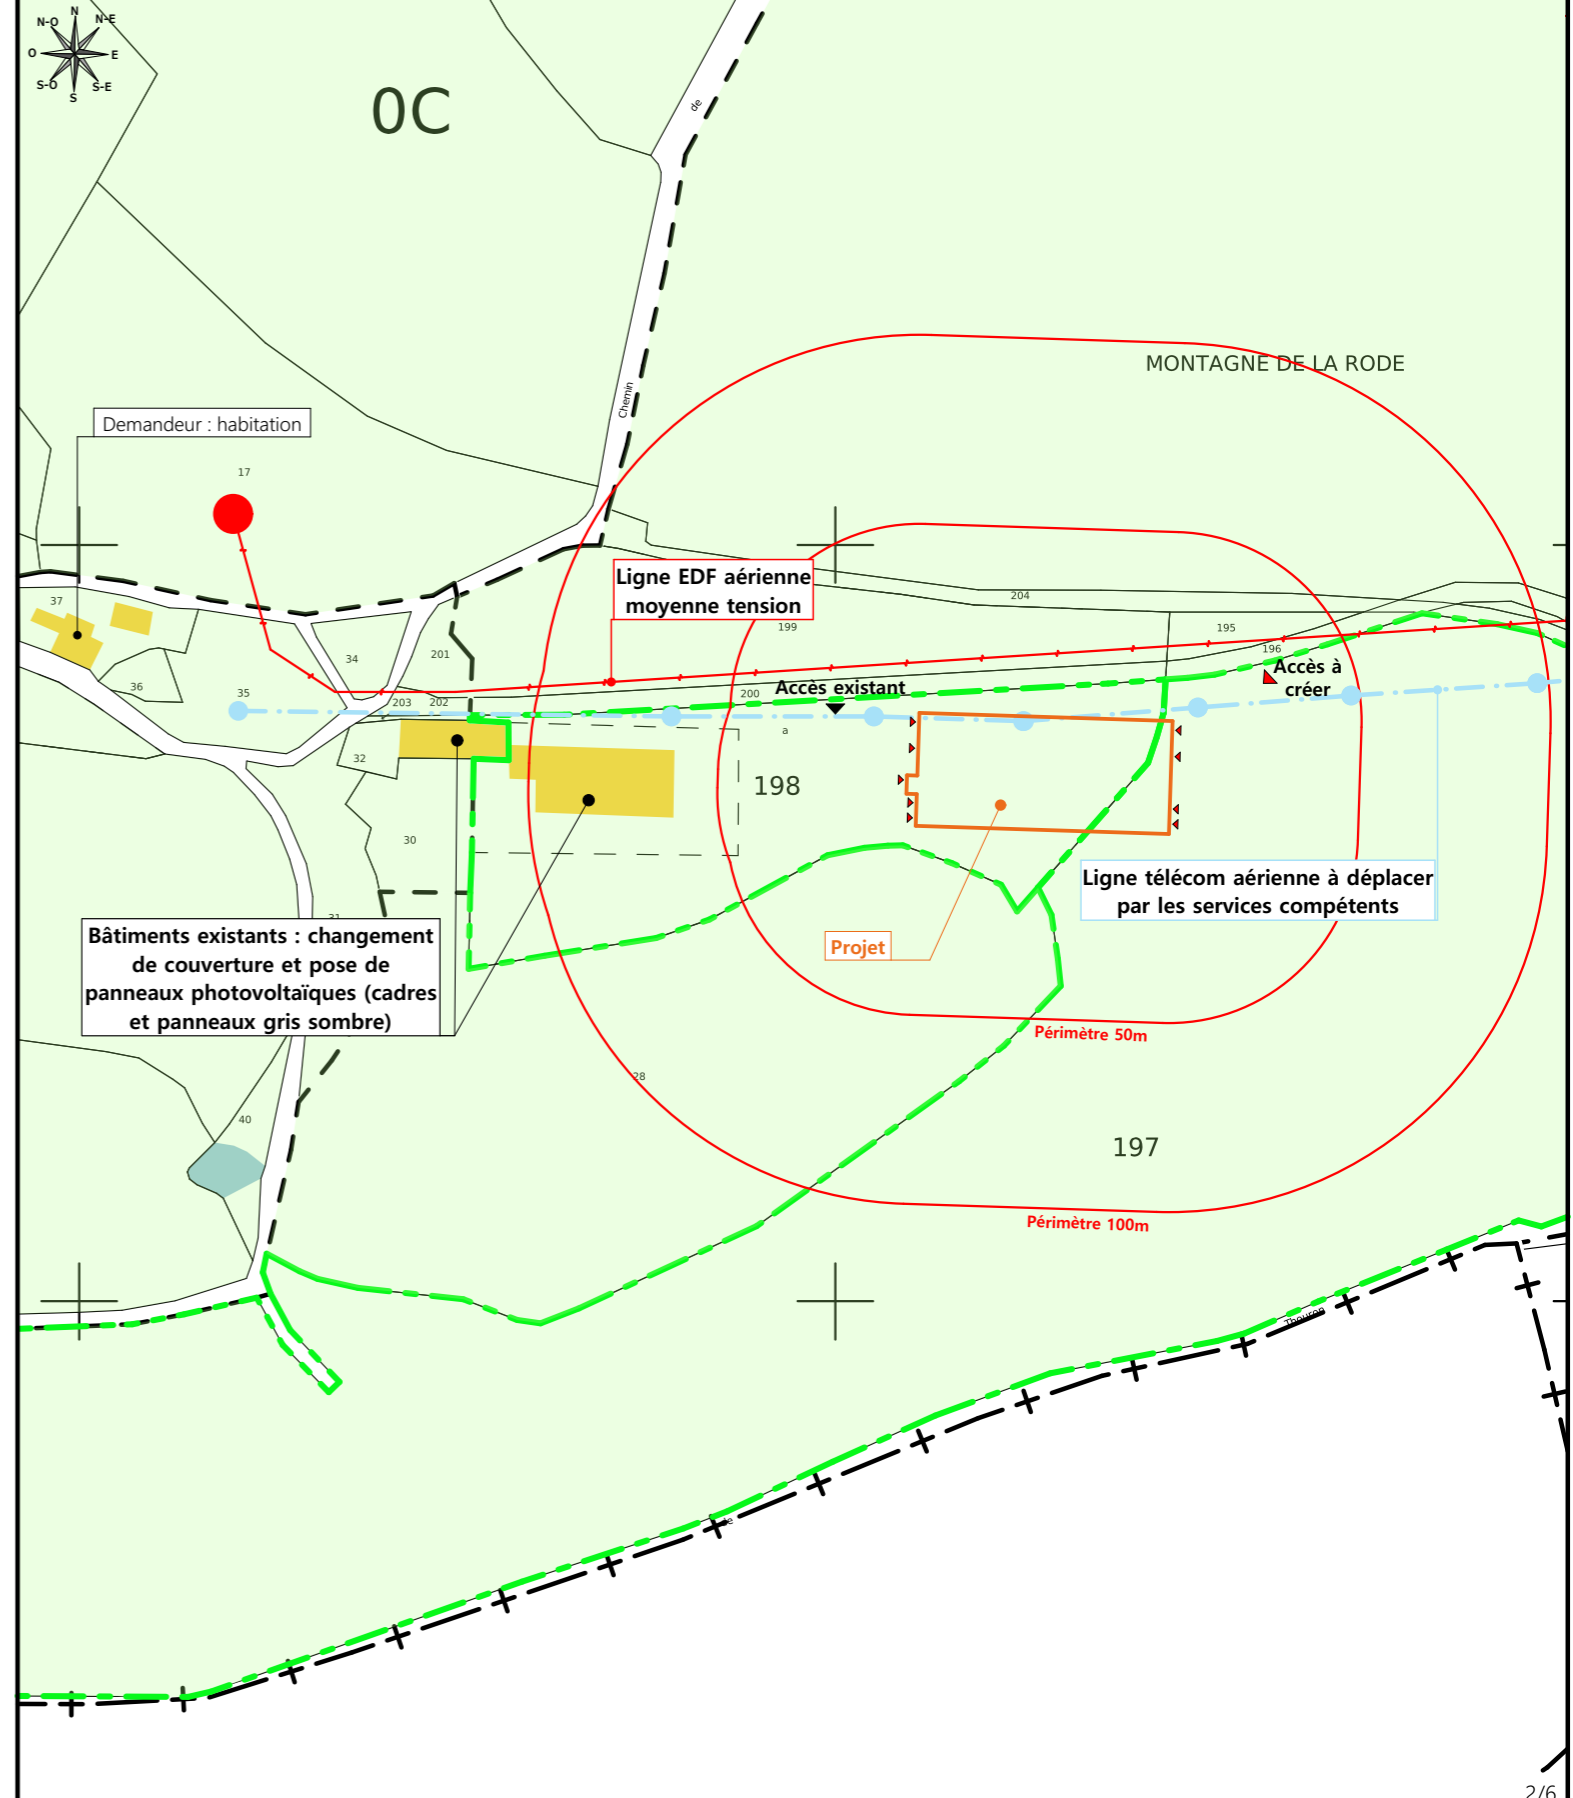 N
N-O
N-E
O
E
S-O
S-E
S
0C
de
MONTAGNE DE LA RODE
Chemin
Demandeur : habitation
17
Ligne EDF aérienne
moyenne tension
204
199
195
37
196
34
201
Accès à
créer
36
35
203
202
200
Accès existant
a
32
198
30
Ligne télécom aérienne à déplacer
par les services compétents
31
Bâtiments existants : changement
de couverture et pose de
panneaux photovoltaïques (cadres
et panneaux gris sombre)
Projet
Périmètre 50m
28
40
197
Périmètre 100m
Thouron
de
2/6